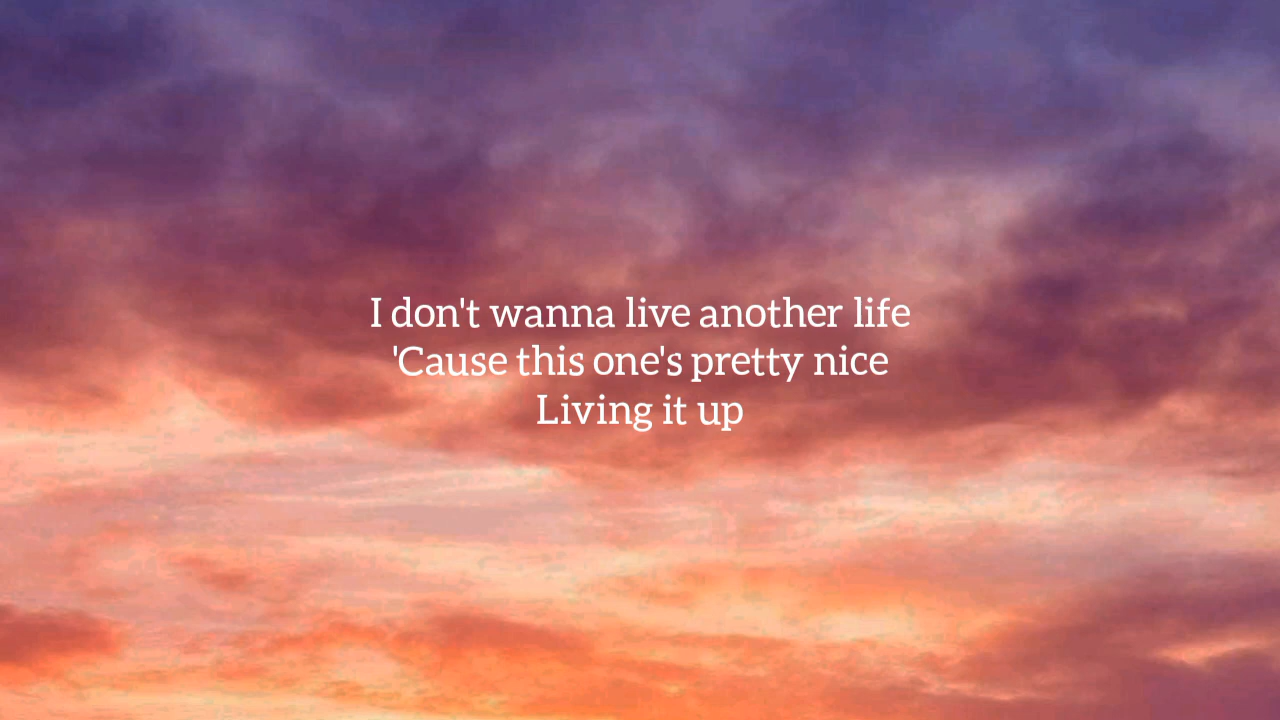 I don't wanna live another life
'Cause this one's pretty nice
Living it up